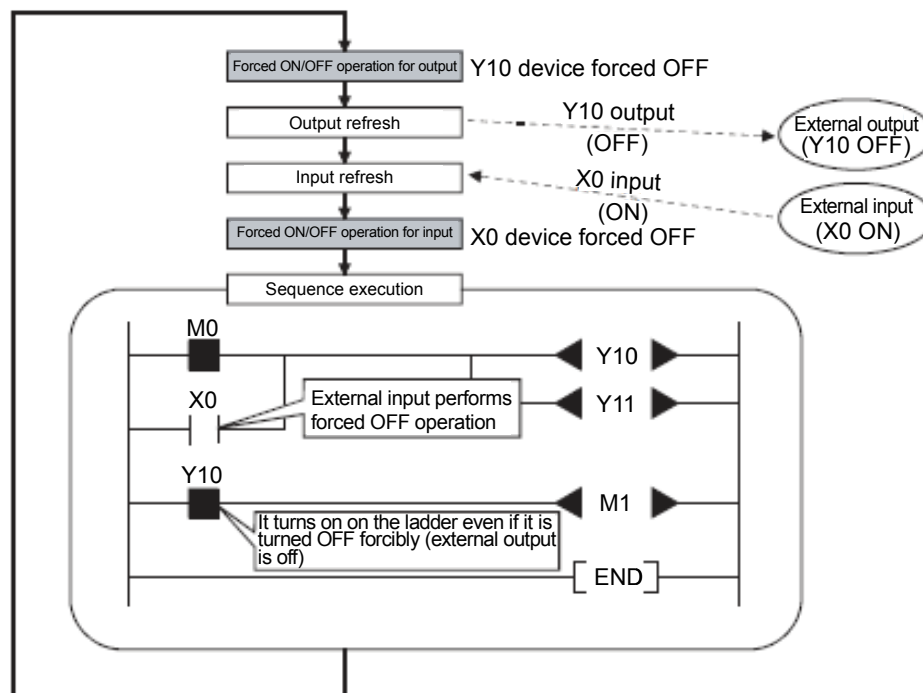 Forced ON/OFF operation for output
Y10 device forced OFF
Output refresh
Y10 output
(OFF)
External output
(Y10 OFF)
Input refresh
X0 input
(ON)
External input
(X0 ON)
Forced ON/OFF operation for input
X0 device forced OFF
Sequence execution
M0
Y10
X0
External input performs
forced OFF operation
Y11
Y10
M1
It turns on on the ladder even if it is
turned OFF forcibly (external output
is off)
END